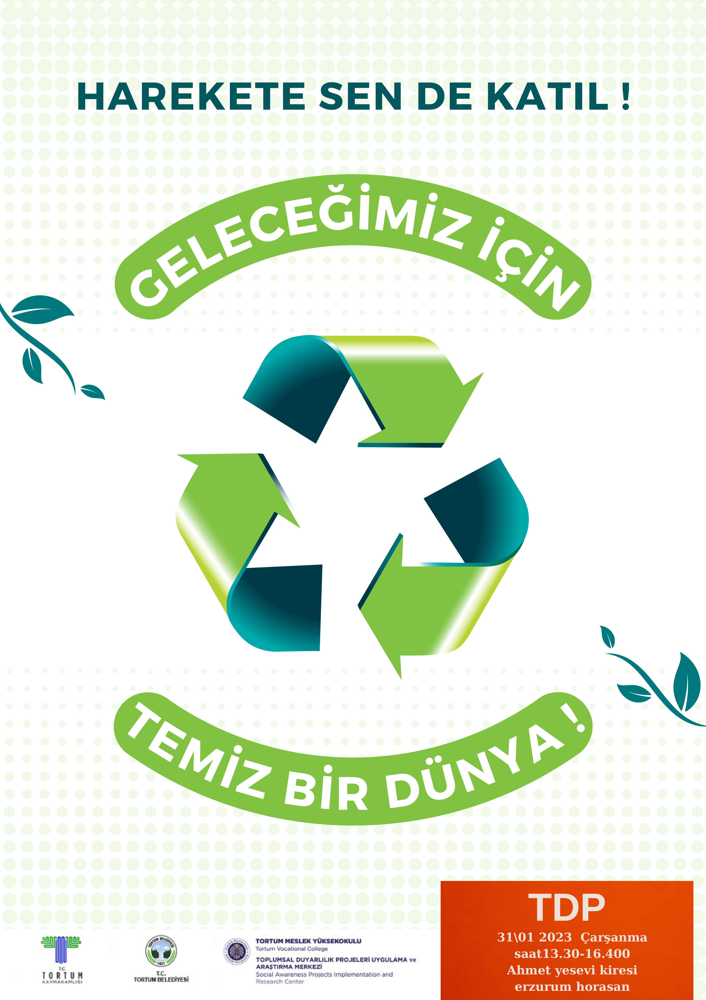 HAREKETE SEN DE KATIL !
GELECEĞİMİZ İÇİN
TEMİZ BİR DÜNYA !
T.C.
TORTUM
KAYMAKAMLIĞI
TORTUM BELEDİYESİ
1927
T.C.
TORTUM BELEDİYESİ
TORTUM MESLEK YÜKSEKOKULU
Tortum Vocational College
TOPLUMSAL DUYARLILIK PROJELERİ UYGULAMA ve
ARAŞTIRMA MERKEZİ
Social Awareness Projects Implementation and
Research Center
TDP
31\01 2023 Çarşanma
saat13.30-16.400
Ahmet yesevi kiresi
erzurum horasan